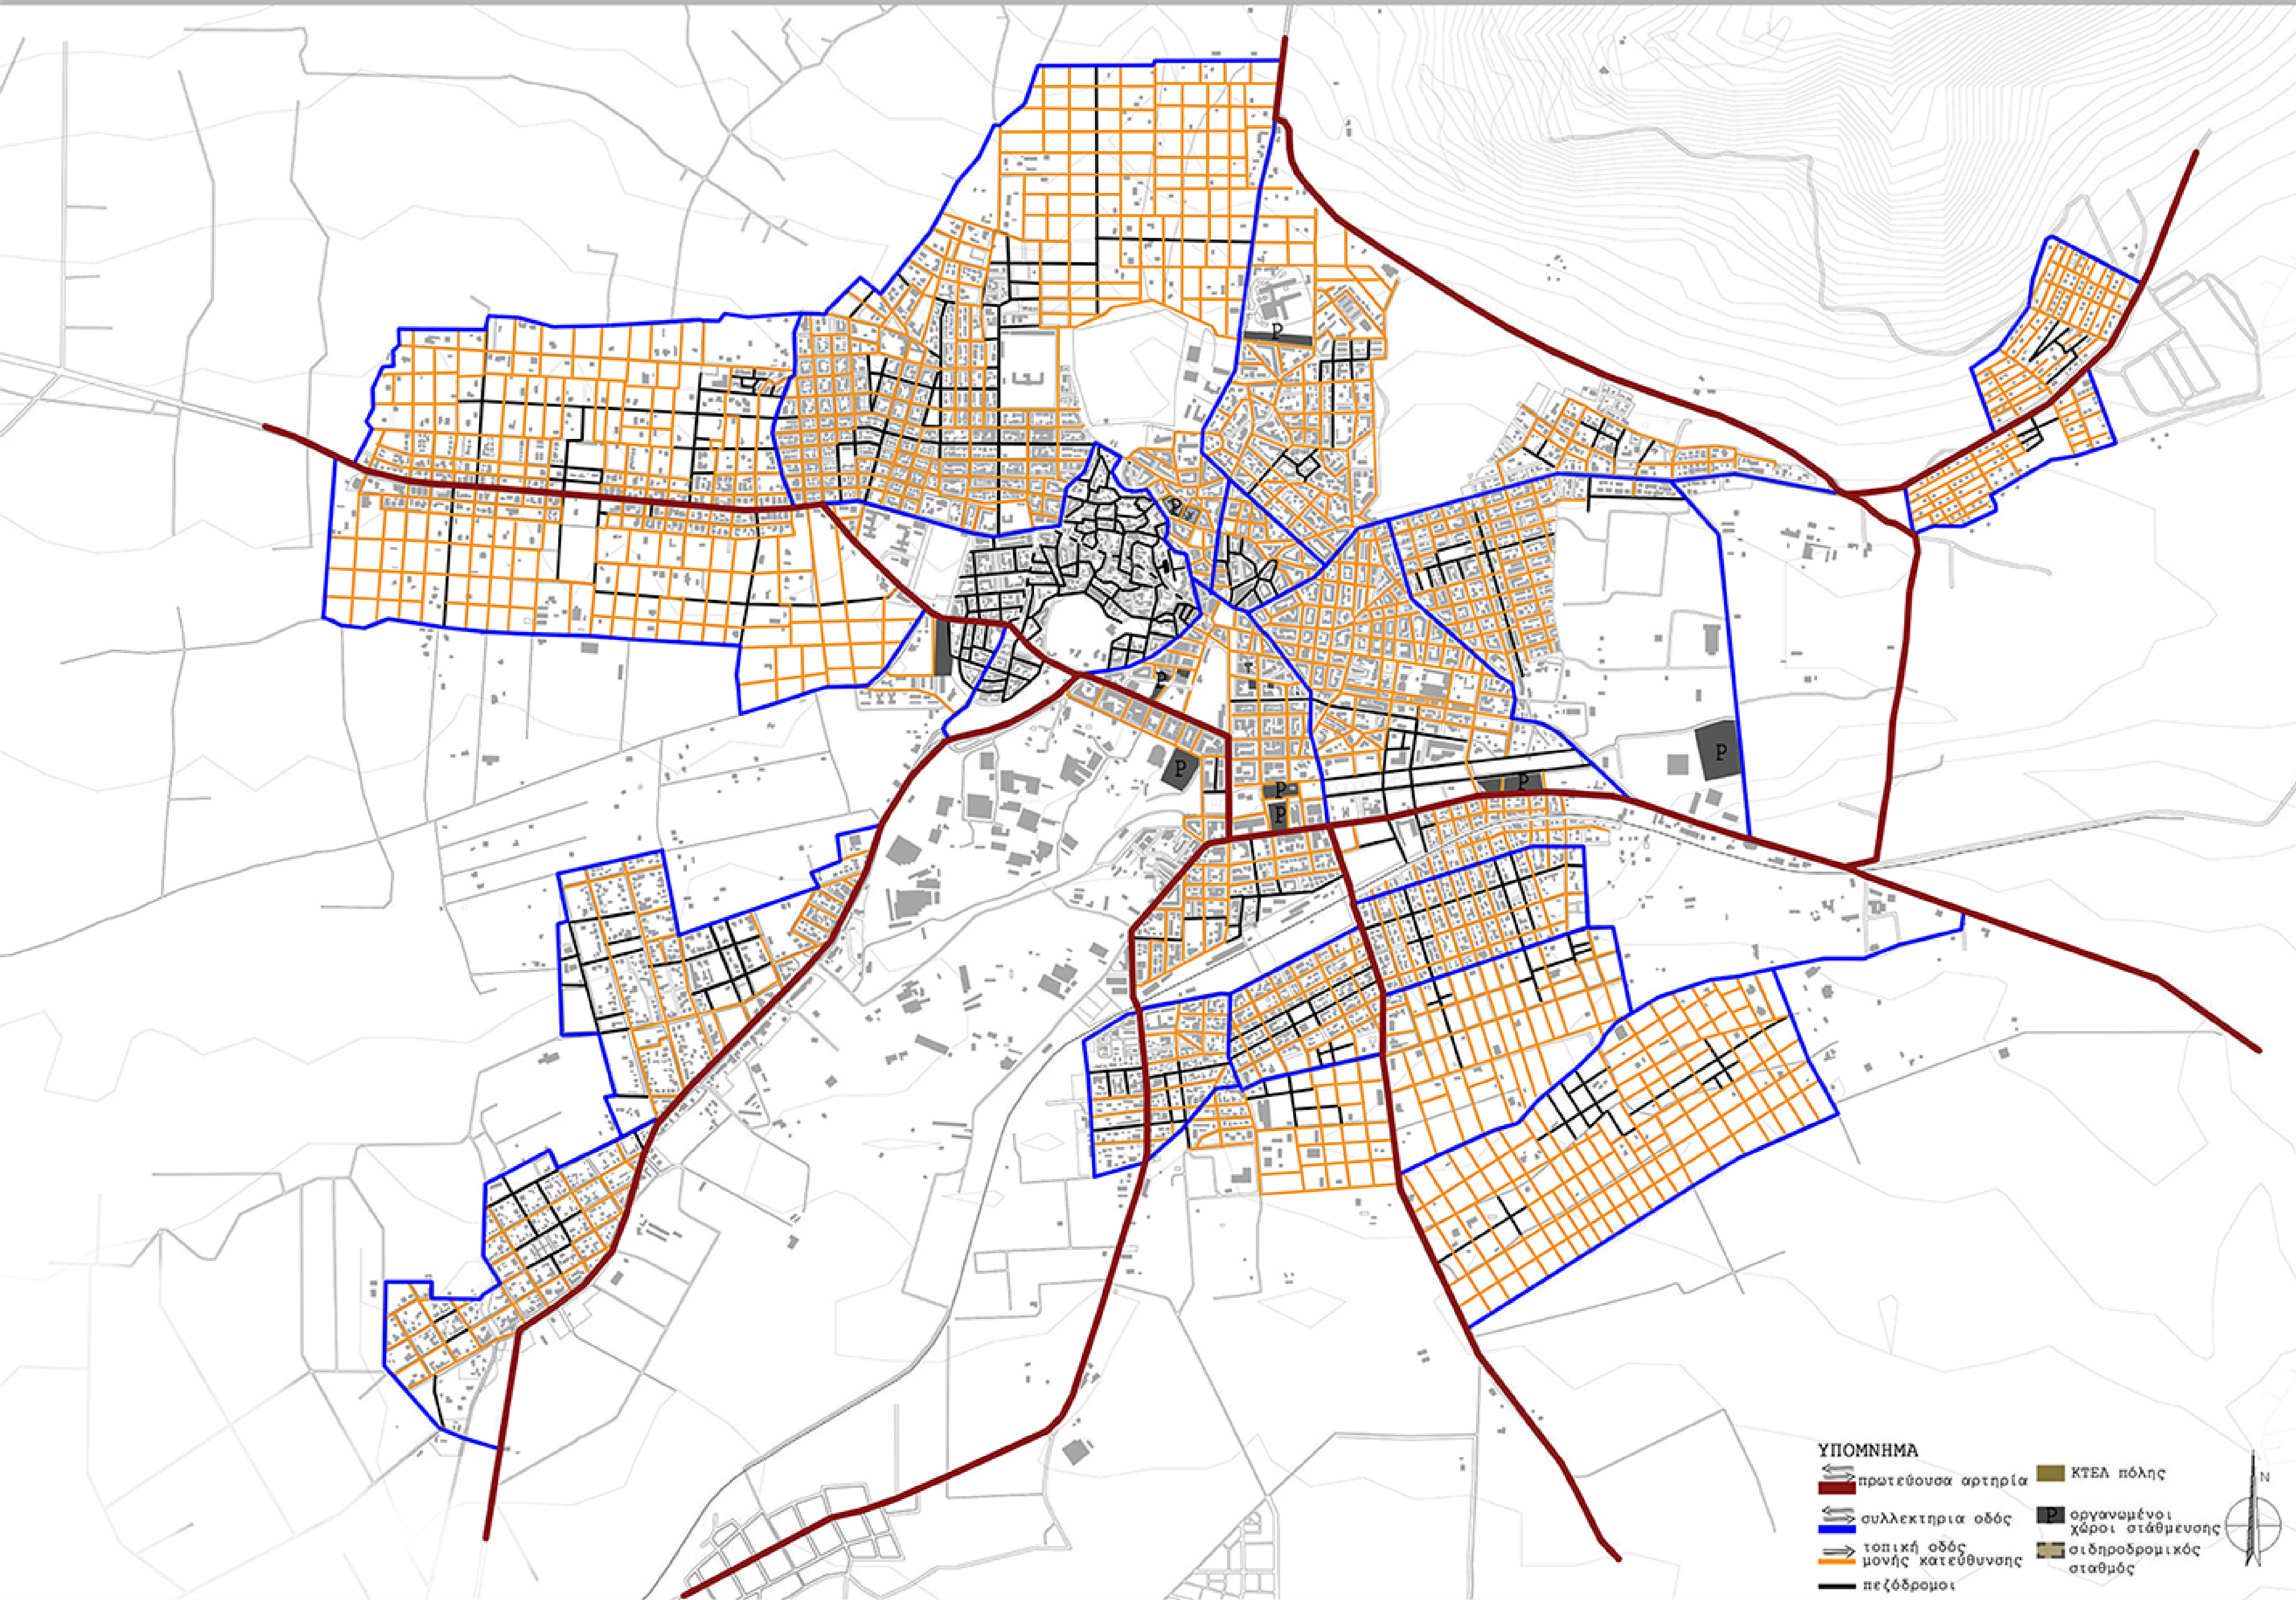 P
P
P
T
P
P
P
P
P
ΥΠΟΜΝΗΜΑ
πρωτεύουσα αρτηρία
συλλεκτηρια οδός
τοπική οδός
μονής κατεύθυνσης
πεζόδρομοι
ΚΤΕΛ πόλης
P οργανωμένοι
χώροι στάθμευσης
σιδηροδρομικός
σταθμός
N